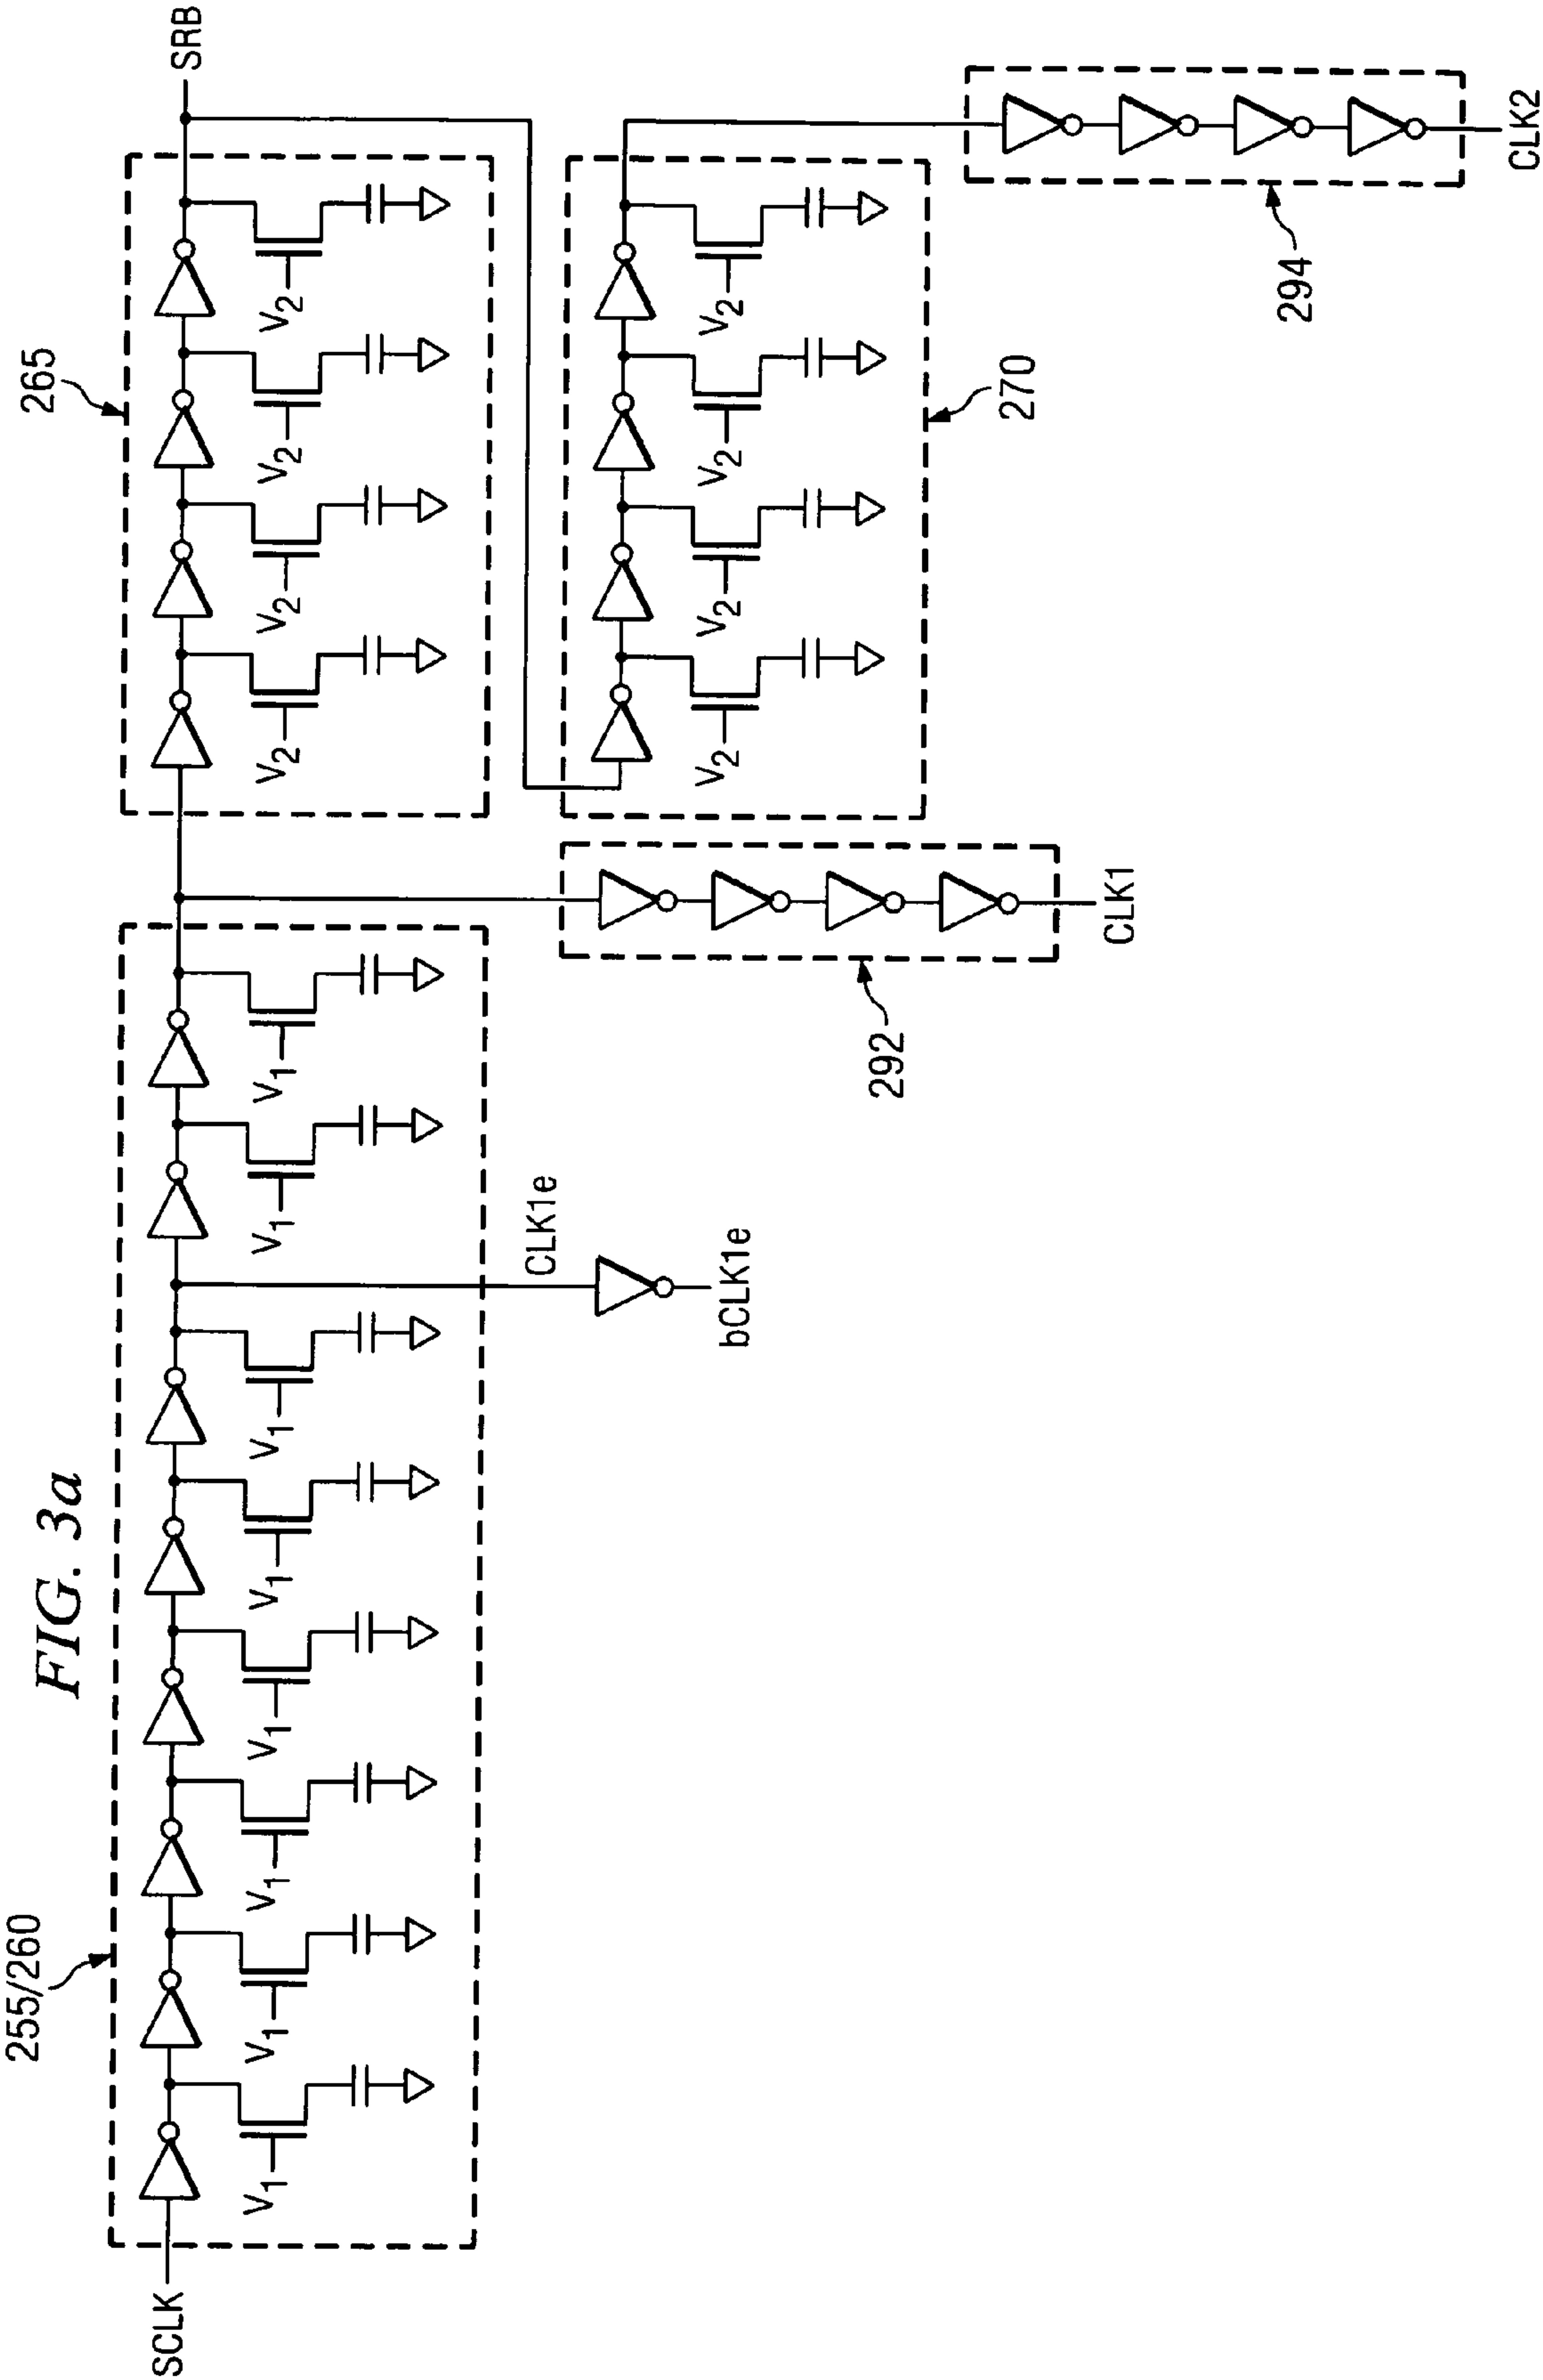 FIG. 3a
255/260
265
SCLK
SRB
V1
V1
V1
V1
V1
V1
V1
V1
V2
V2
V2
V2
CLK1e
bCLK1e
292
CLK1
V2
V2
V2
V2
270
294
CLK2